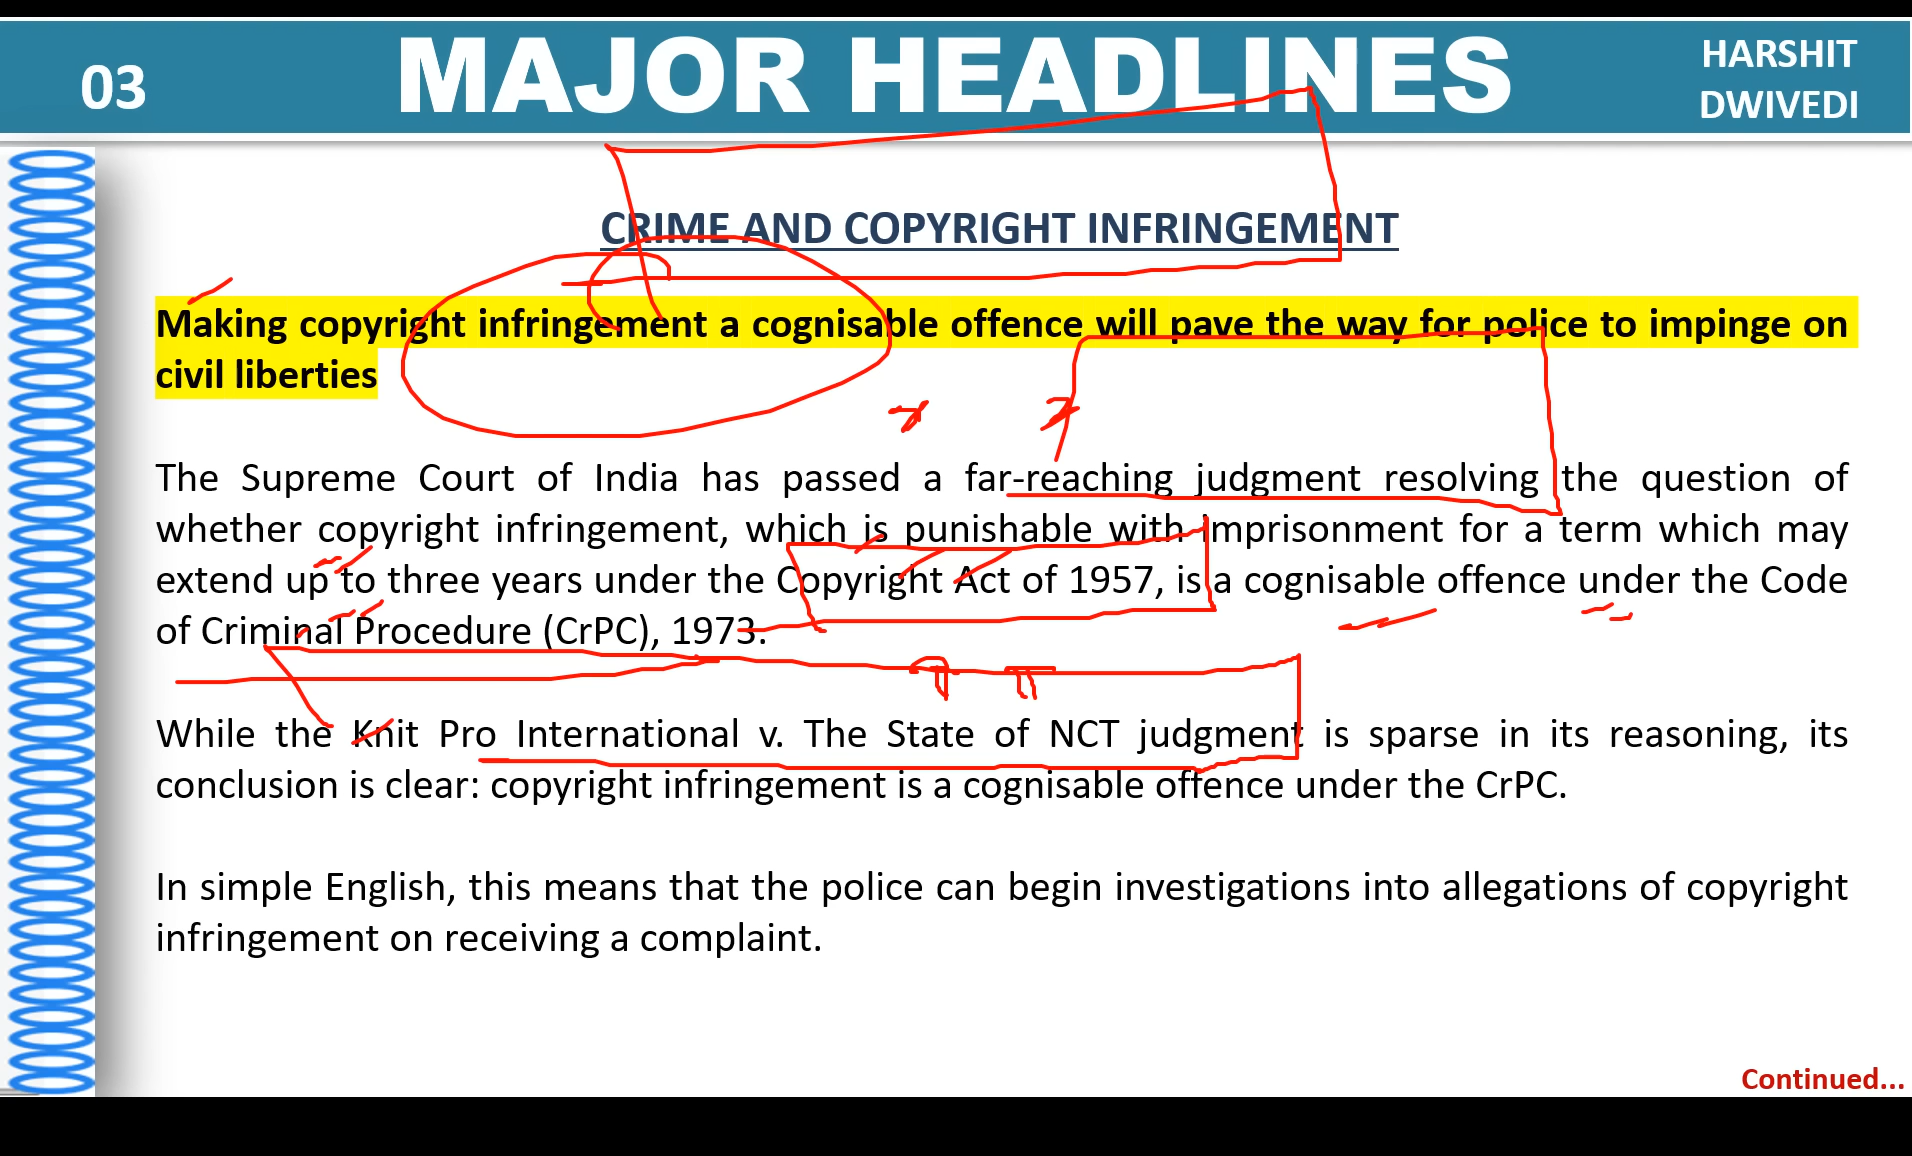 03
MAJOR HEADLINES
HARSHIT
DWIVEDI
CRIME AND COPYRIGHT INFRINGEMENT
Making copyright infringement a cognisable offence will pave the way for police to impinge on
civil liberties
The Supreme Court of India has passed a far-reaching judgment resolving the question of
whether copyright infringement, which is punishable with imprisonment for a term which may
extend up to three years under the Copyright Act of 1957, is a cognisable offence under the Code
of Criminal Procedure (CrPC), 1973.
While the Knit Pro International v. The State of NCT judgment is sparse in its reasoning, its
conclusion is clear: copyright infringement is a cognisable offence under the CrPC.
In simple English, this means that the police can begin investigations into allegations of copyright
infringement on receiving a complaint.
Continued...